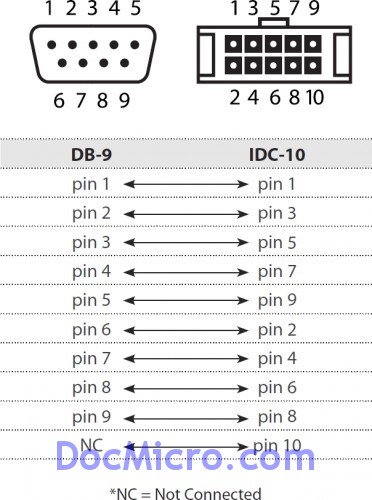 1 2 3 4 5 1 3 5 7 9
6 7 8 9 2 4 6 8 10
DB-9 IDC-10
pin 1 pin 1
pin 2 pin 3
pin 3 pin 5
pin 4 pin 7
pin 5 pin 9
pin 6 pin 2
pin 7 pin 4
pin 8 pin 6
pin 9 pin 8
NC pin 10
DocMicro.com
*NC = Not Connected